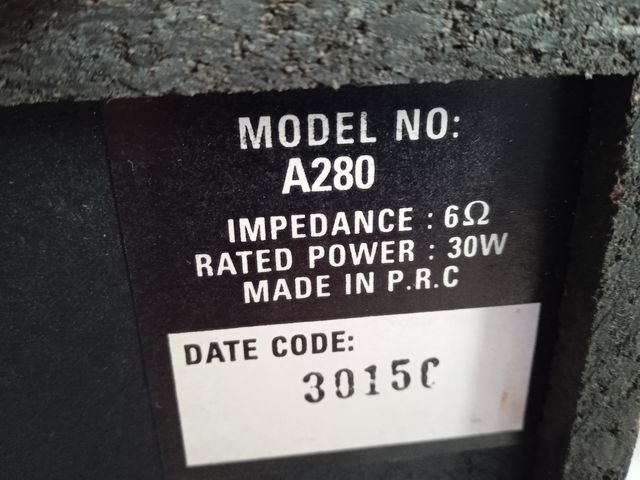 MODEL NO:
A280
IMPEDANCE : 6Ω
RATED POWER : 30W
MADE IN P.R.C
DATE CODE:
3015C